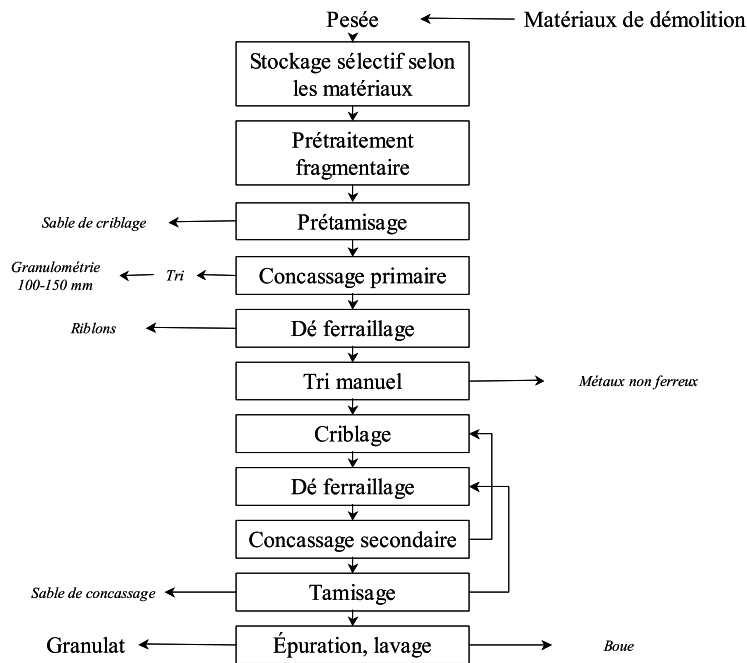 Pesée
Matériaux de démolition
Stockage sélectif selon
les matériaux
Prétraitement
fragmentaire
Sable de criblage
Prétamisage
Granulométrie
100-150 mm
Tri
Concassage primaire
Riblons
Dé ferraillage
Tri manuel
Métaux non ferreux
Criblage
Dé ferraillage
Concassage secondaire
Sable de concassage
Tamisage
Granulat
Épuration, lavage
Boue